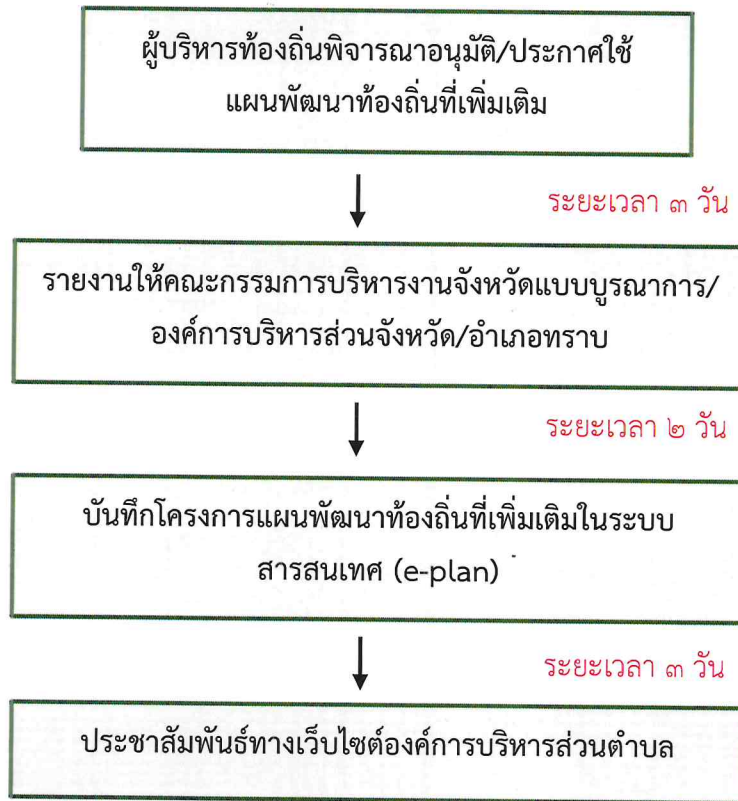 ผู้บริหารท้องถิ่นพิจารณาอนุมัติ/ประกาศใช้
แผนพัฒนาท้องถิ่นที่เพิ่มเติม
ระยะเวลา ๓ วัน
รายงานให้คณะกรรมการบริหารงานจังหวัดแบบบูรณาการ/
องค์การบริหารส่วนจังหวัด/อำเภอทราบ
ระยะเวลา ๒ วัน
บันทึกโครงการแผนพัฒนาท้องถิ่นที่เพิ่มเติมในระบบ
สารสนเทศ (e-plan)
ระยะเวลา ๓ วัน
ประชาสัมพันธ์ทางเว็บไซต์องค์การบริหารส่วนตำบล